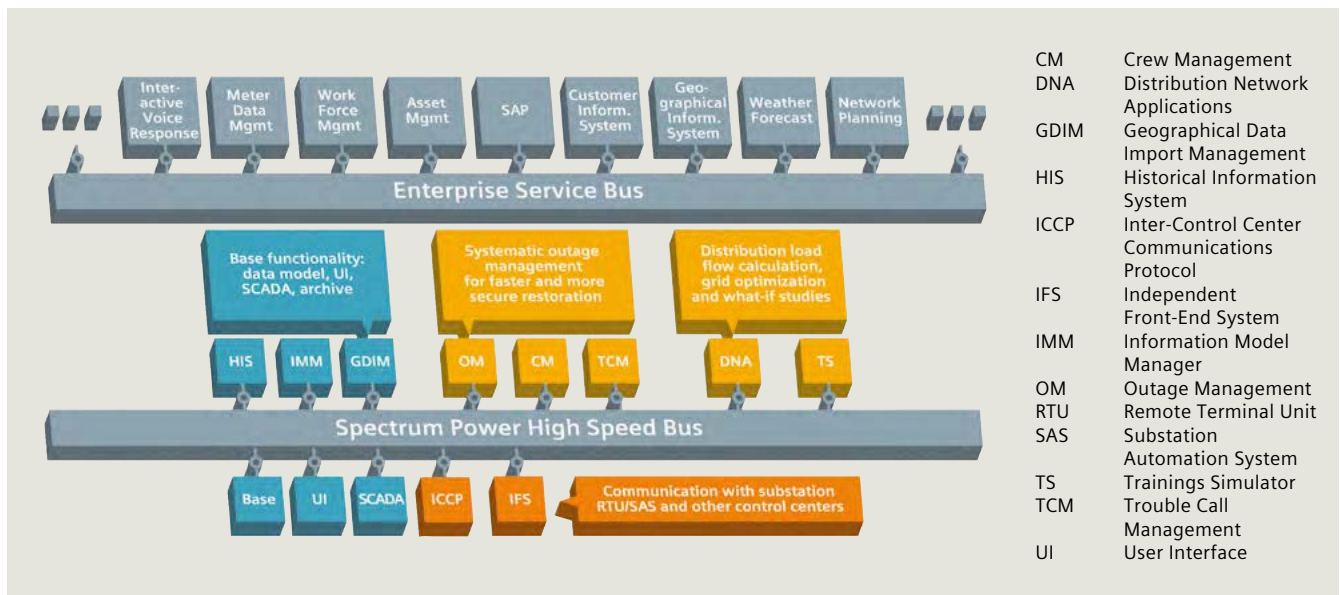 Inter-
active
Voice
Response
Meter
Data
Mgmt
Work
Force
Mgmt
Asset
Mgmt
SAP
Customer
Inform.
System
Geo-
graphical
Inform.
System
Weather
Forecast
Network
Planning
Enterprise Service Bus
Base functionality:
data model, UI,
SCADA, archive
Systematic outage
management
for faster and more
secure restoration
Distribution load
flow calculation,
grid optimization
and what-if studies
HIS
IMM
GDIM
OM
CM
TCM
DNA
TS
Spectrum Power High Speed Bus
Base
UI
SCADA
ICCP
IFS
Communication with substation
RTU/SAS and other control centers
CM Crew Management
DNA Distribution Network
Applications
GDIM Geographical Data
Import Management
HIS Historical Information
System
ICCP Inter-Control Center
Communications
Protocol
IFS Independent
Front-End System
IMM Information Model
Manager
OM Outage Management
RTU Remote Terminal Unit
SAS Substation
Automation System
TS Trainings Simulator
TCM Trouble Call
Management
UI User Interface